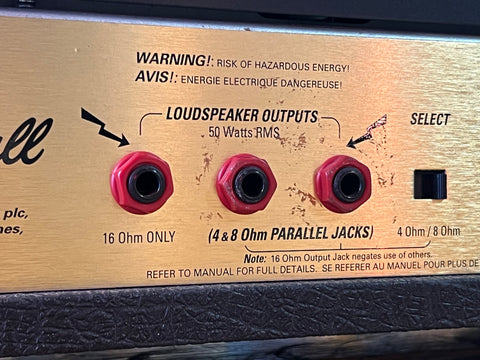 WARNING!: RISK OF HAZARDOUS ENERGY!
AVIS!: ENERGIE ELECTRIQUE DANGEREUSE!
LOUDSPEAKER OUTPUTS
50 Watts RMS
SELECT
plc,
16 Ohm ONLY
(4 & 8 Ohm PARALLEL JACKS)
4 Ohm / 8 Ohm
Note: 16 Ohm Output Jack negates use of others.
REFER TO MANUAL FOR FULL DETAILS. SE REFERER AU MANUEL POUR PLUS DE